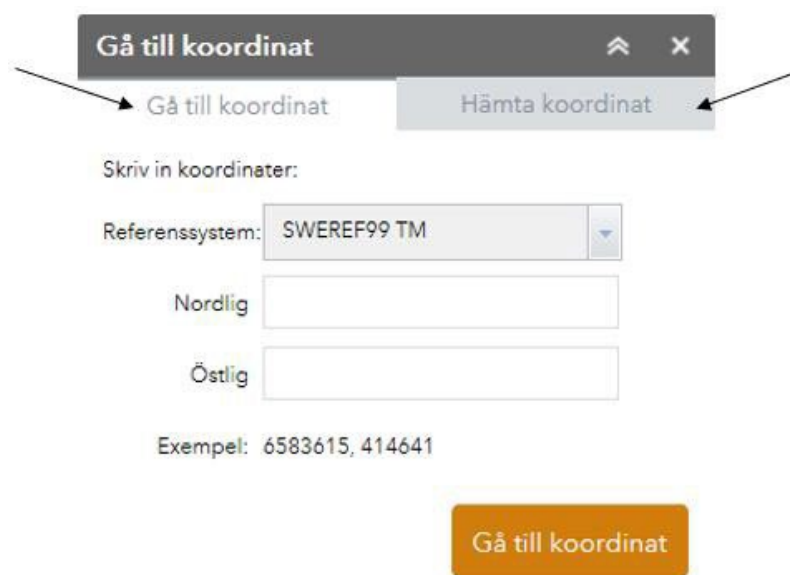 Gå till koordinat
Gå till koordinat Hämta koordinat
Skriv in koordinater:
Referenssystem: SWEREF99 TM
Nordlig
Östlig
Exempel: 6583615, 414641
Gå till koordinat